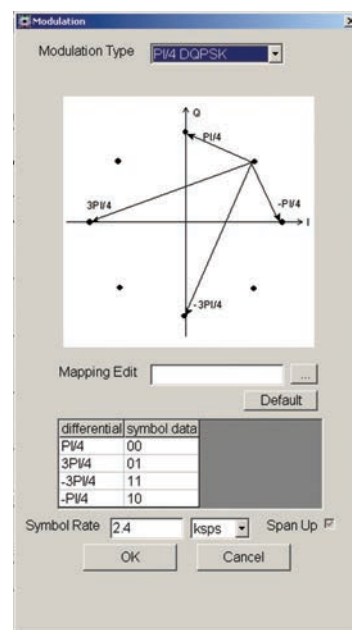 Modulation
Modulation Type PI/4 DQPSK
Q
PI/4
3PI/4
-PI/4
I
-3PI/4
Mapping Edit ...
Default
differential symbol data
PI/4 00
3PI/4 01
-3PI/4 11
-PI/4 10
Symbol Rate 2.4 ksps Span Up
OK Cancel